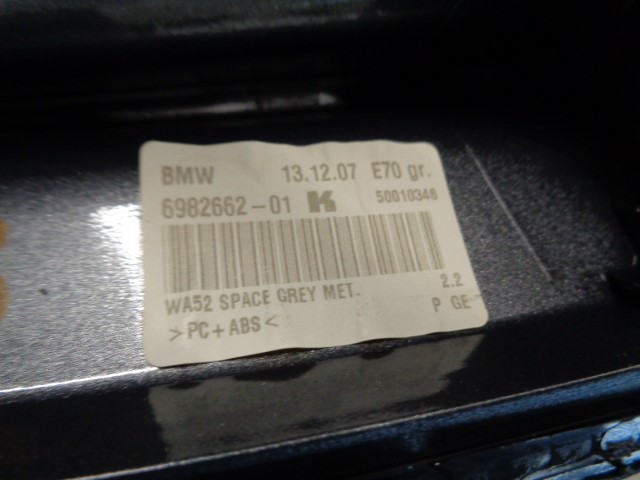 BMW 13.12.07 E70 gr.
6982662-01 K 50010346
WA52 SPACE GREY MET. 2.2
>PC+ABS< P GE